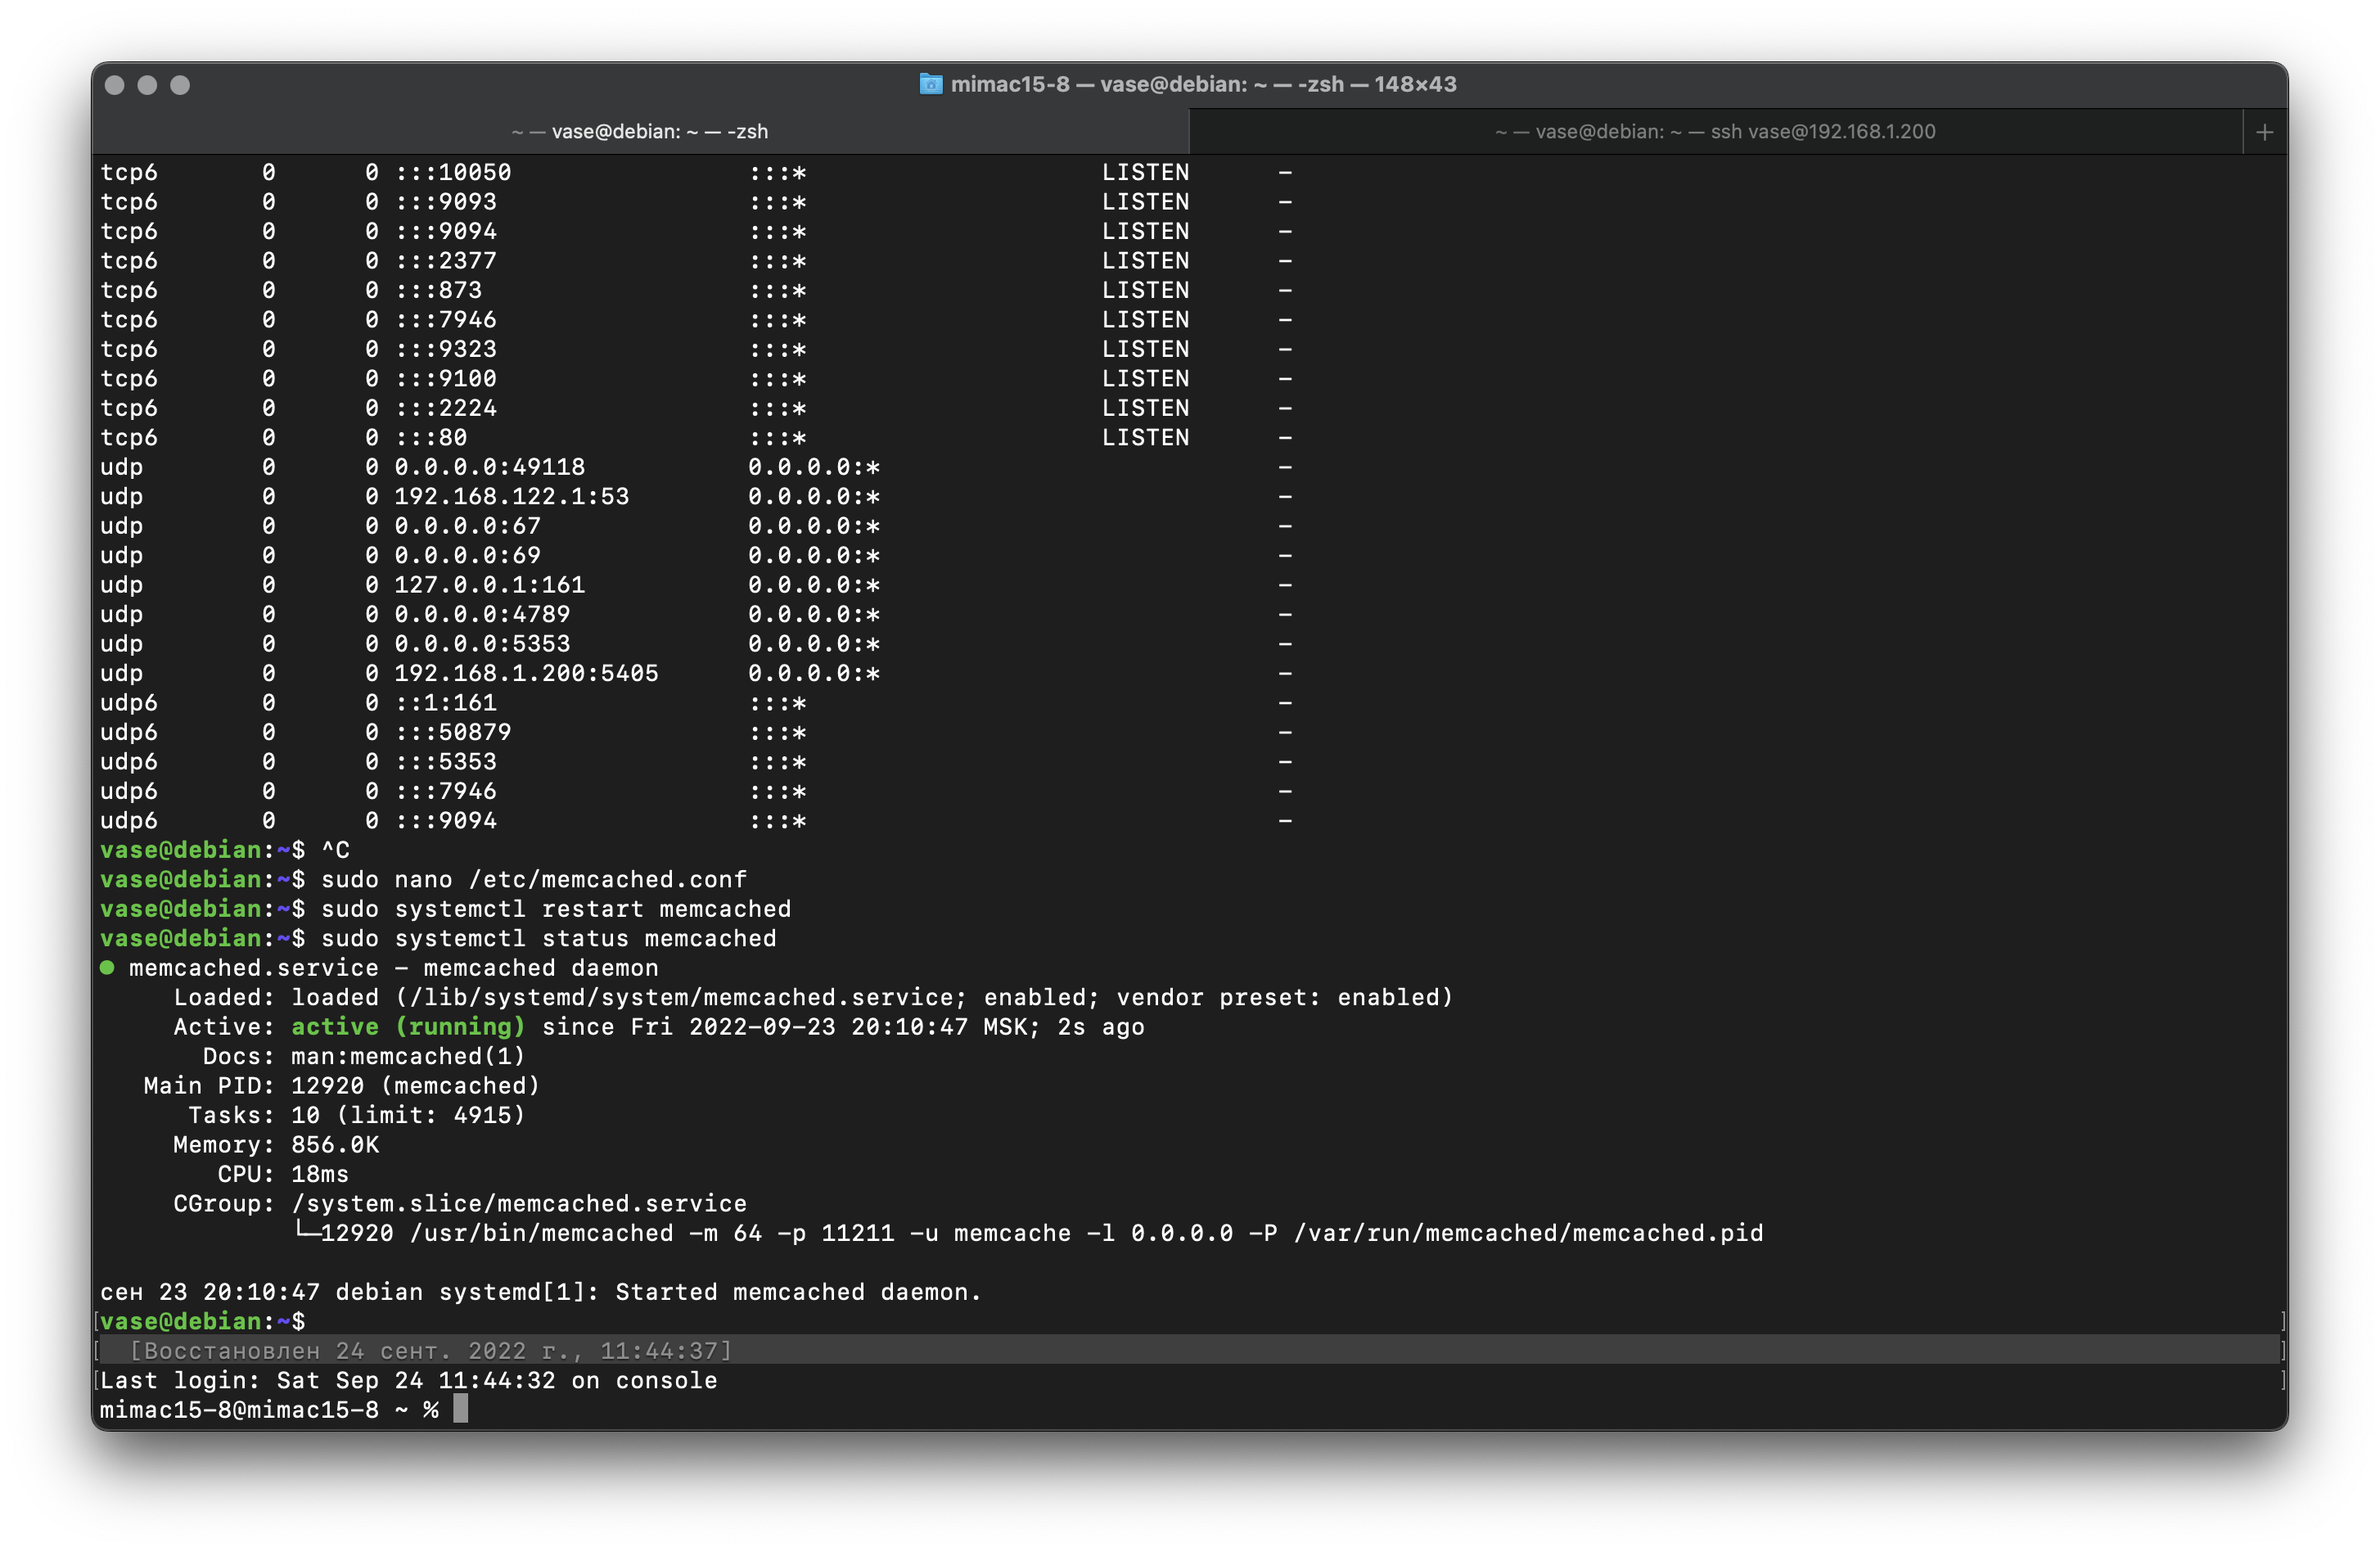 mimac15-8 — vase@debian: ~ — -zsh — 148×43
~ — vase@debian: ~ — -zsh
~ — vase@debian: ~ — ssh vase@192.168.1.200
+
tcp6       0      0 :::10050                :::*                    LISTEN      -
tcp6       0      0 :::9093                 :::*                    LISTEN      -
tcp6       0      0 :::9094                 :::*                    LISTEN      -
tcp6       0      0 :::2377                 :::*                    LISTEN      -
tcp6       0      0 :::873                  :::*                    LISTEN      -
tcp6       0      0 :::7946                 :::*                    LISTEN      -
tcp6       0      0 :::9323                 :::*                    LISTEN      -
tcp6       0      0 :::9100                 :::*                    LISTEN      -
tcp6       0      0 :::2224                 :::*                    LISTEN      -
tcp6       0      0 :::80                   :::*                    LISTEN      -
udp        0      0 0.0.0.0:49118           0.0.0.0:*                           -
udp        0      0 192.168.122.1:53        0.0.0.0:*                           -
udp        0      0 0.0.0.0:67              0.0.0.0:*                           -
udp        0      0 0.0.0.0:69              0.0.0.0:*                           -
udp        0      0 127.0.0.1:161           0.0.0.0:*                           -
udp        0      0 0.0.0.0:4789            0.0.0.0:*                           -
udp        0      0 0.0.0.0:5353            0.0.0.0:*                           -
udp        0      0 192.168.1.200:5405      0.0.0.0:*                           -
udp6       0      0 ::1:161                 :::*                                -
udp6       0      0 :::50879                :::*                                -
udp6       0      0 :::5353                 :::*                                -
udp6       0      0 :::7946                 :::*                                -
udp6       0      0 :::9094                 :::*                                -
vase@debian:~$ ^C
vase@debian:~$ sudo nano /etc/memcached.conf
vase@debian:~$ sudo systemctl restart memcached
vase@debian:~$ sudo systemctl status memcached
● memcached.service - memcached daemon
     Loaded: loaded (/lib/systemd/system/memcached.service; enabled; vendor preset: enabled)
     Active: active (running) since Fri 2022-09-23 20:10:47 MSK; 2s ago
       Docs: man:memcached(1)
   Main PID: 12920 (memcached)
      Tasks: 10 (limit: 4915)
     Memory: 856.0K
        CPU: 18ms
     CGroup: /system.slice/memcached.service
             └─12920 /usr/bin/memcached -m 64 -p 11211 -u memcache -l 0.0.0.0 -P /var/run/memcached/memcached.pid
сен 23 20:10:47 debian systemd[1]: Started memcached daemon.
[vase@debian:~$ ]
[  [Восстановлен 24 сент. 2022 г., 11:44:37] ]
[Last login: Sat Sep 24 11:44:32 on console ]
mimac15-8@mimac15-8 ~ %